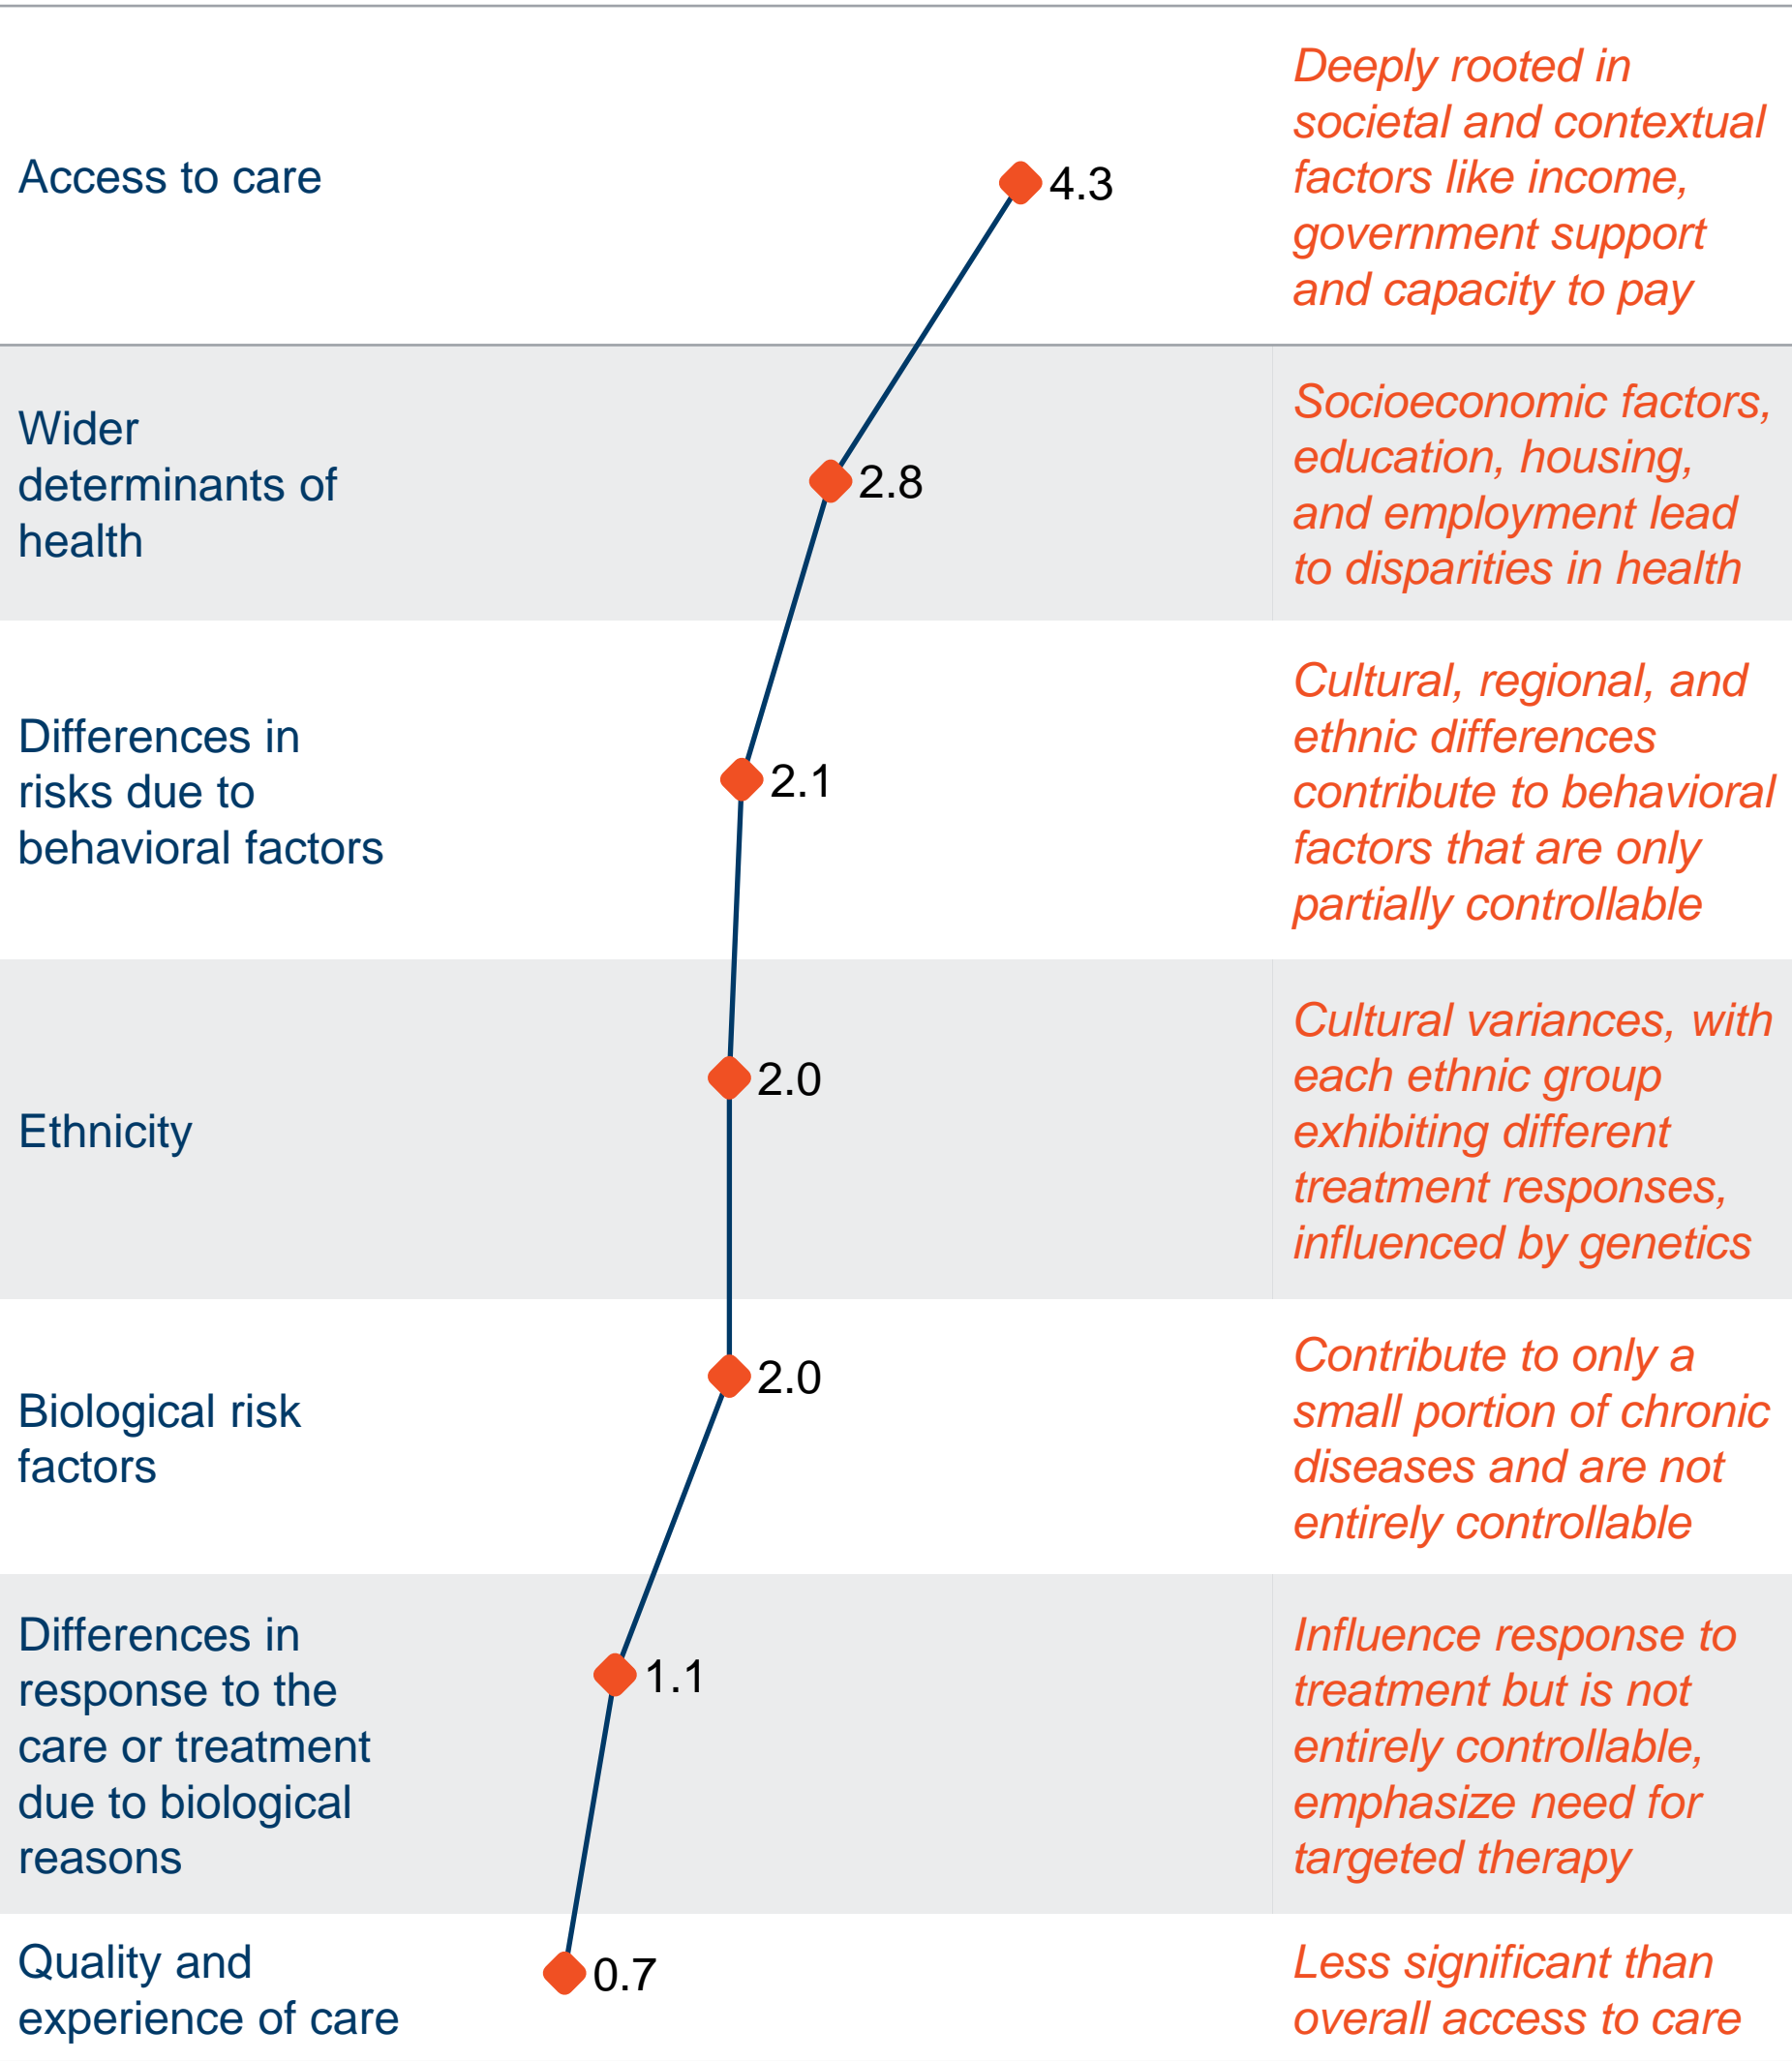 Access to care
4.3
Deeply rooted in
societal and contextual
factors like income,
government support
and capacity to pay
Wider
determinants of
health
2.8
Socioeconomic factors,
education, housing,
and employment lead
to disparities in health
Differences in
risks due to
behavioral factors
2.1
Cultural, regional, and
ethnic differences
contribute to behavioral
factors that are only
partially controllable
Ethnicity
2.0
Cultural variances, with
each ethnic group
exhibiting different
treatment responses,
influenced by genetics
Biological risk
factors
2.0
Contribute to only a
small portion of chronic
diseases and are not
entirely controllable
Differences in
response to the
care or treatment
due to biological
reasons
1.1
Influence response to
treatment but is not
entirely controllable,
emphasize need for
targeted therapy
Quality and
experience of care
0.7
Less significant than
overall access to care